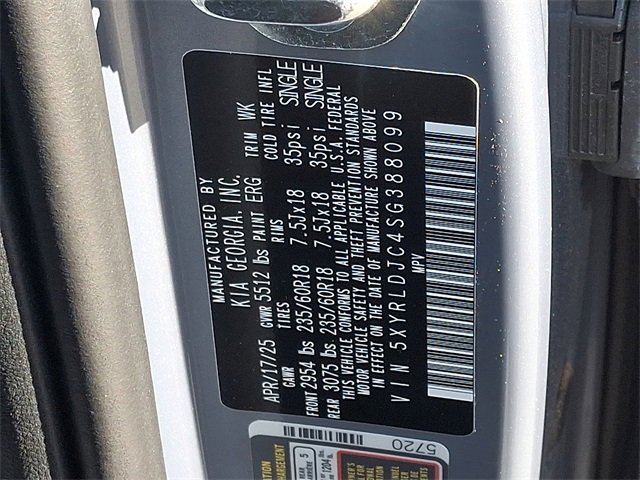 MANUFACTURED BY
KIA GEORGIA, INC.
APR/17/25 GVWR 5512 lbs PAINT ERG TRIM WK
GAWR TIRES RIMS COLD TIRE INFL
FRONT 2954 lbs 235/60R18 7.5Jx18 35psi SINGLE
REAR 3075 lbs 235/60R18 7.5Jx18 35psi SINGLE
THIS VEHICLE CONFORMS TO ALL APPLICABLE U.S.A. FEDERAL
MOTOR VEHICLE SAFETY AND THEFT PREVENTION STANDARDS
IN EFFECT ON THE DATE OF MANUFACTURE SHOWN ABOVE
VIN 5XYRLDJC4SG388099
MPV
5720
REAR 5